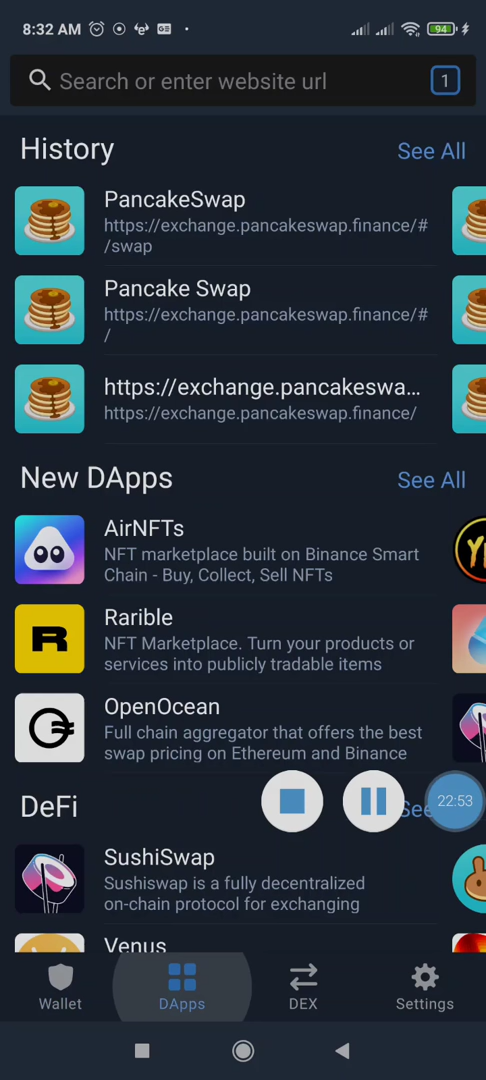 8:32 AM
94
Search or enter website url
1
History
See All
PancakeSwap
https://exchange.pancakeswap.finance/#
/swap
Pancake Swap
https://exchange.pancakeswap.finance/#
/
https://exchange.pancakeswa...
https://exchange.pancakeswap.finance/
New DApps
See All
AirNFTs
NFT marketplace built on Binance Smart
Chain - Buy, Collect, Sell NFTs
Rarible
NFT Marketplace. Turn your products or
services into publicly tradable items
OpenOcean
Full chain aggregator that offers the best
swap pricing on Ethereum and Binance
DeFi
See
22:53
SushiSwap
Sushiswap is a fully decentralized
on-chain protocol for exchanging
Venus
Wallet
DApps
DEX
Settings